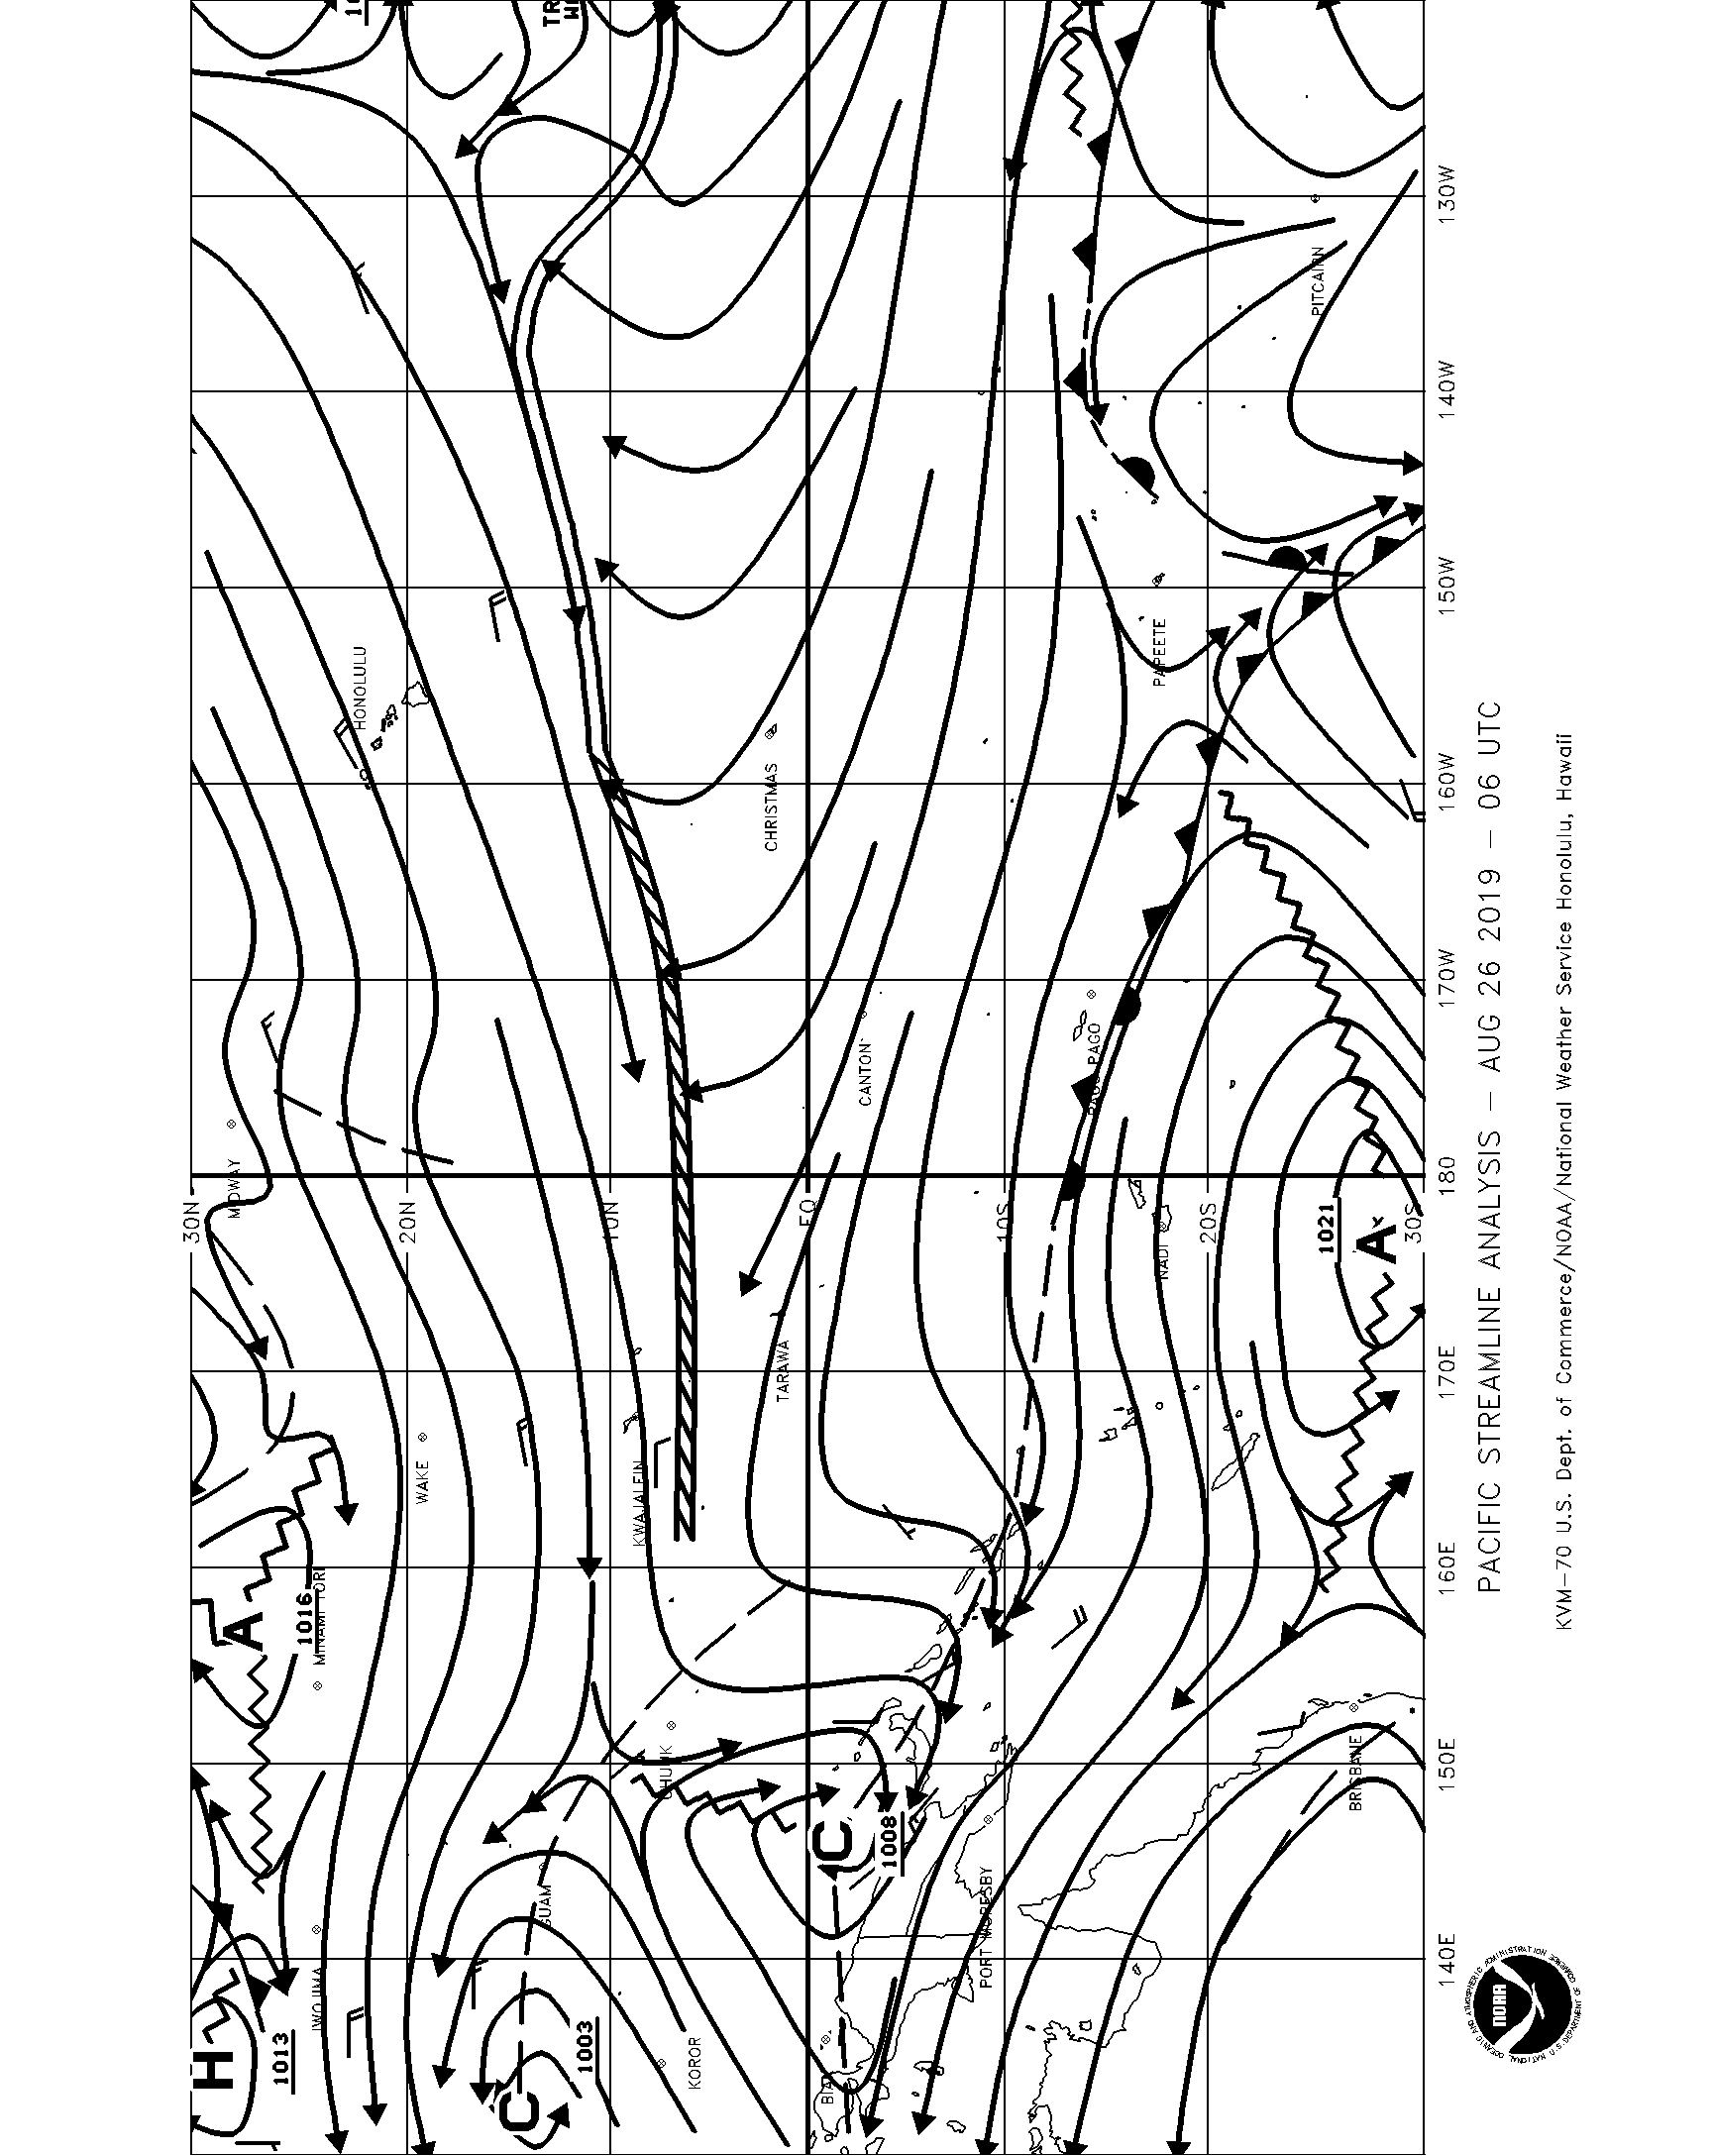 10
TR
W
130W
140W
150W
160W
170W
180
170E
160E
150E
140E
30N
20N
10N
EQ
10S
20S
30S
PITCAIRN
HONOLULU
PAPEETE
CHRISTMAS
CANTON
PAGO PAGO
MIDWAY
NADI
1021
A
TARAWA
WAKE
KWAJALEIN
A
1016
MINAMI TORI
CHUUK
BRISBANE
C
1008
GUAM
PORT MORESBY
IWO JIMA
H
1013
C
1003
KOROR
BIAK
PACIFIC STREAMLINE ANALYSIS - AUG 26 2019 - 06 UTC
KVM-70 U.S. Dept. of Commerce/NOAA/National Weather Service Honolulu, Hawaii
NOAA
NATIONAL OCEANIC AND ATMOSPHERIC ADMINISTRATION
U.S. DEPARTMENT OF COMMERCE